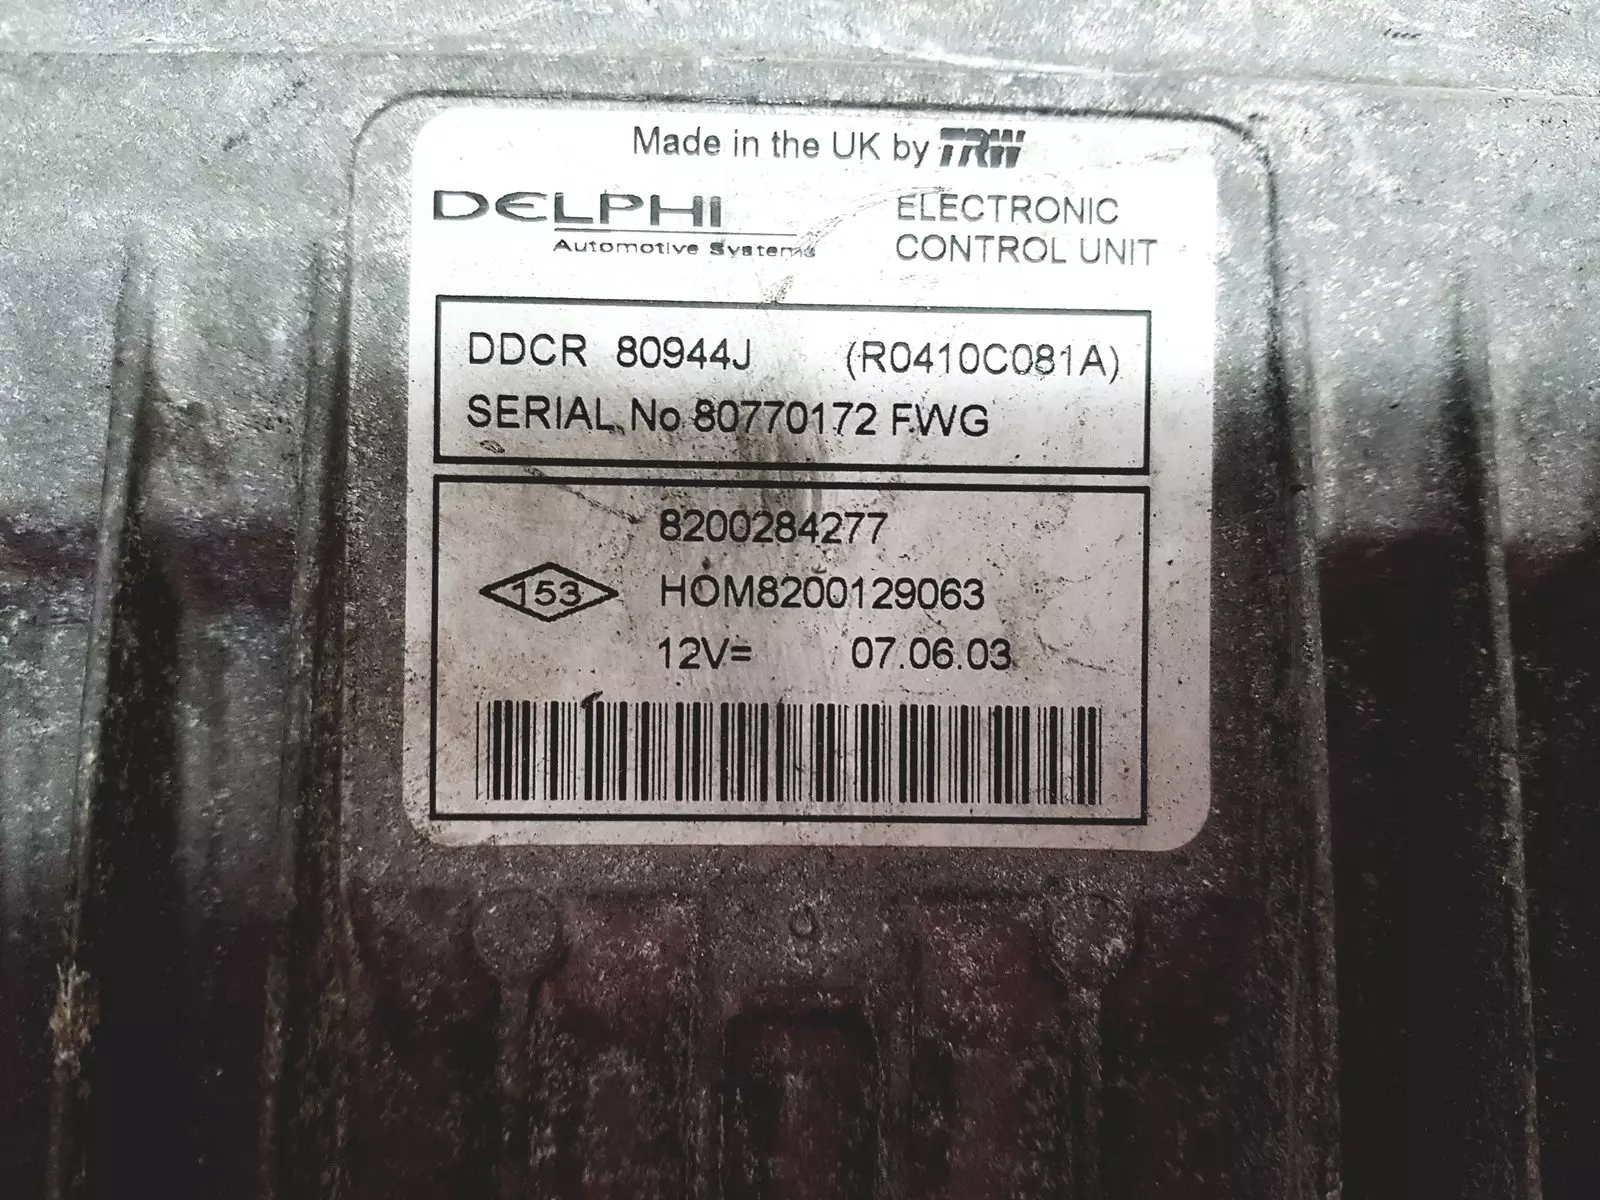 Made in the UK by TRW
DELPHI
Automotive Systems
ELECTRONIC
CONTROL UNIT
DDCR 80944J (R0410C081A)
SERIAL No 80770172 FWG
8200284277
153 HOM8200129063
12V= 07.06.03